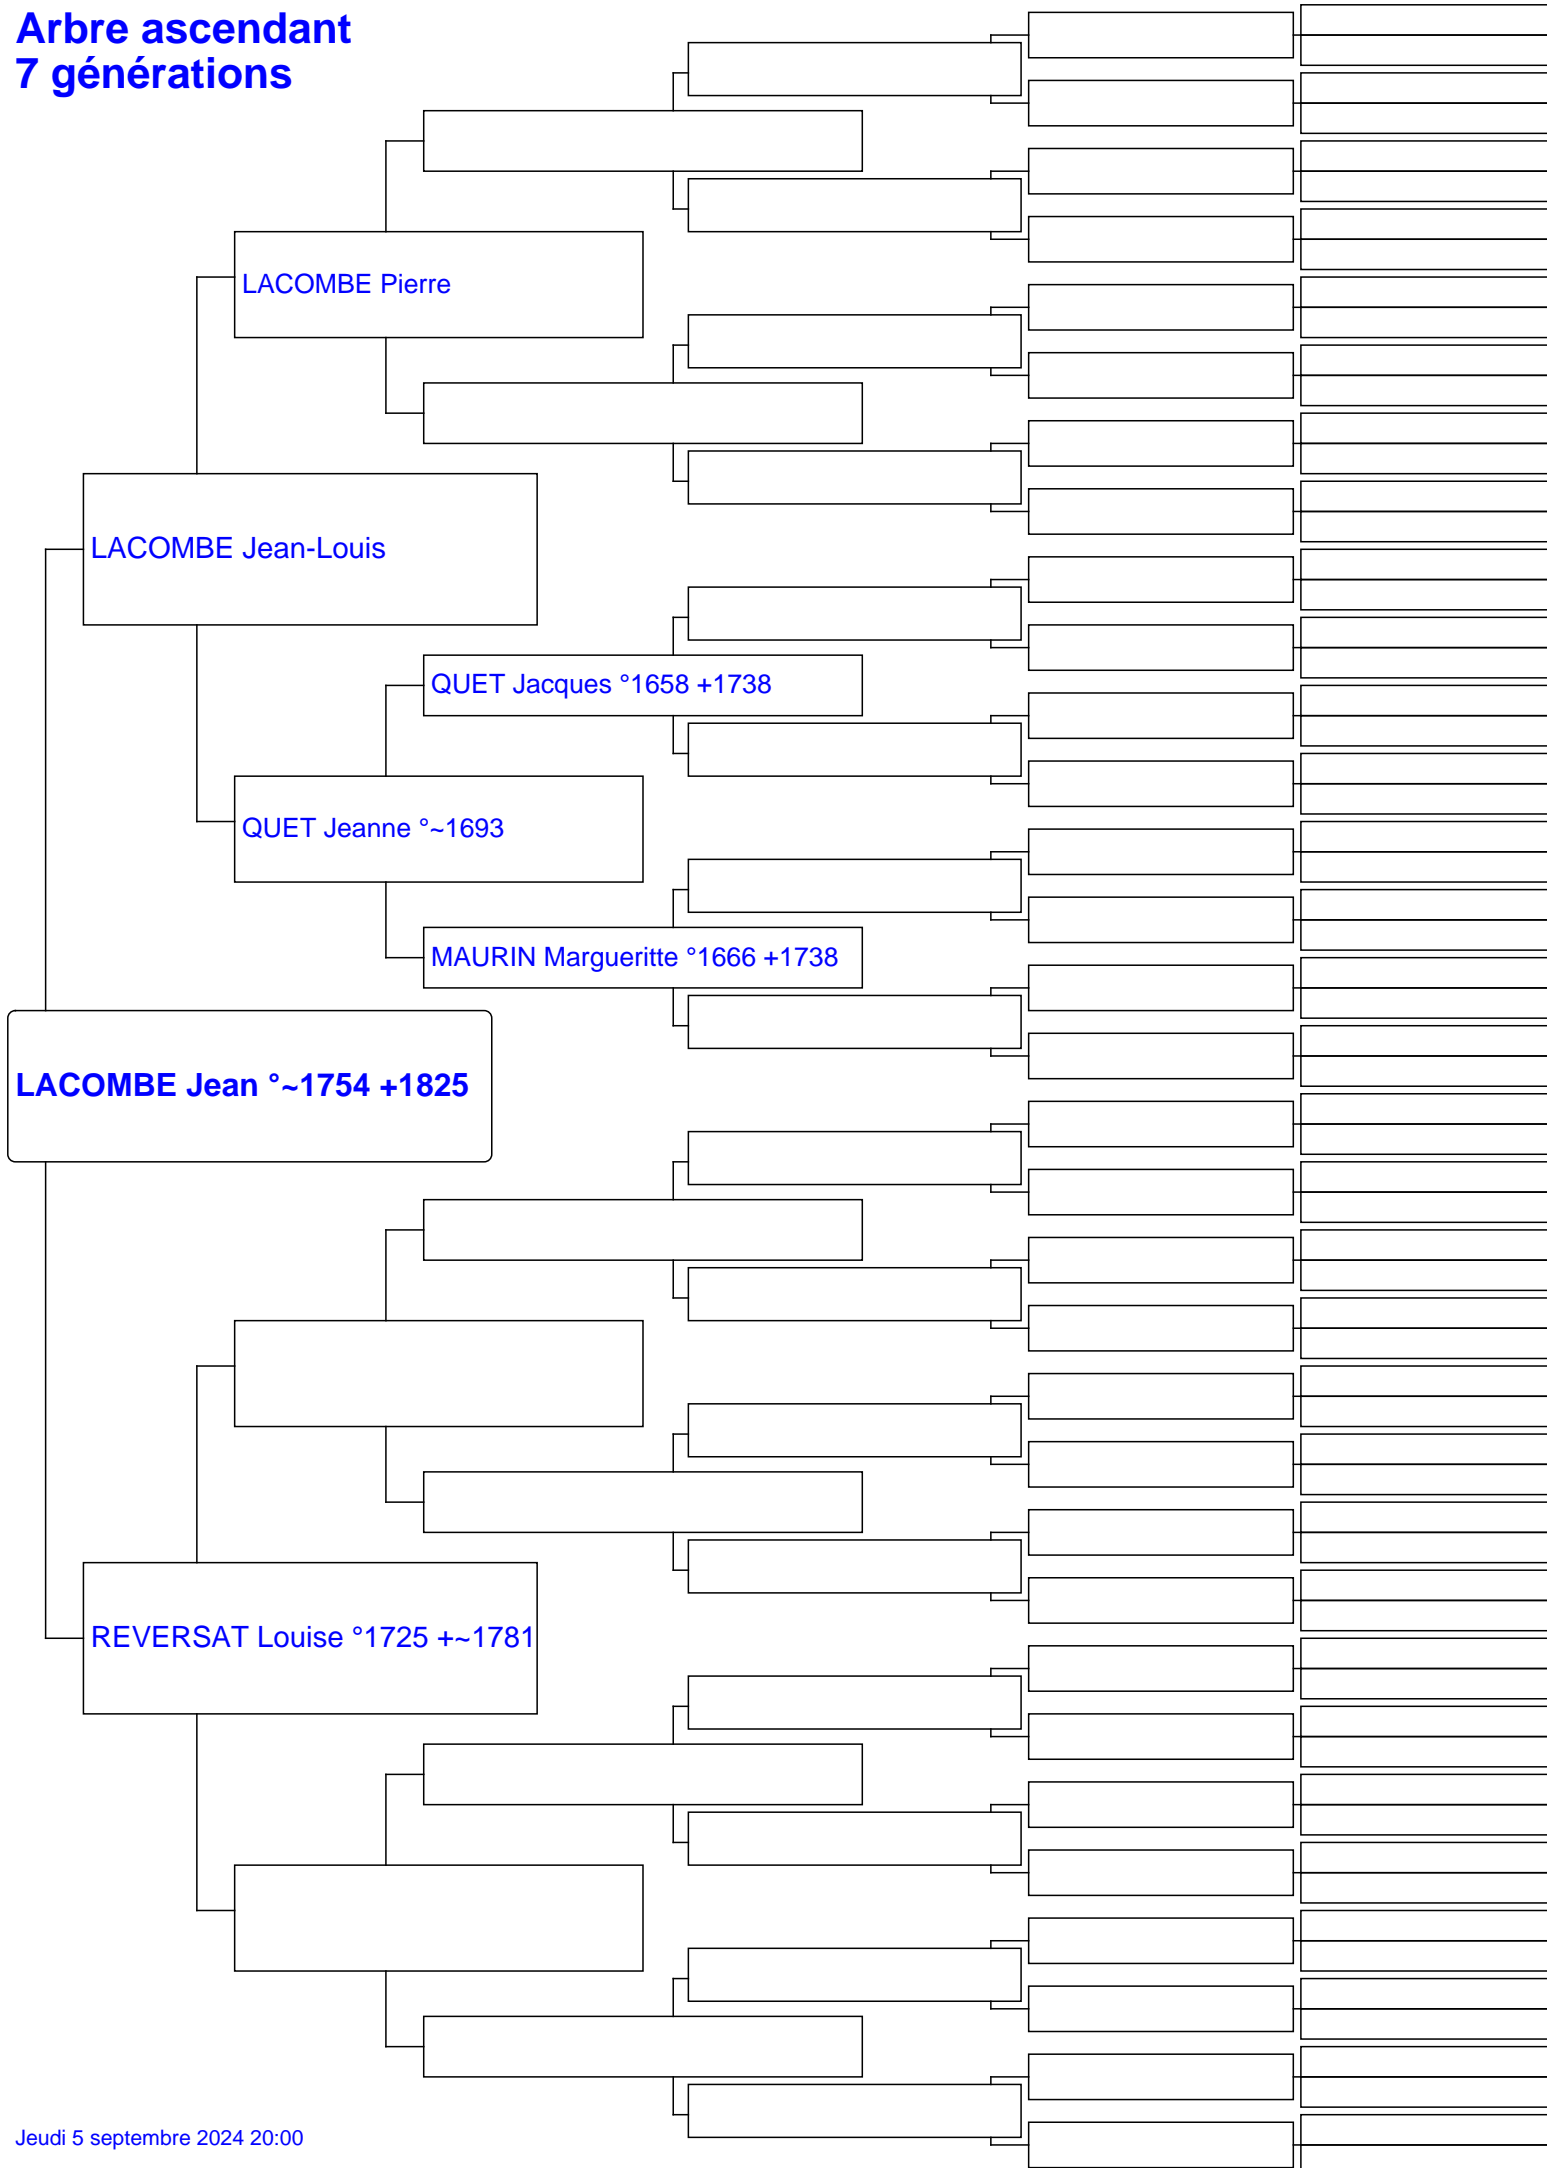 Arbre ascendant
7 générations
LACOMBE Pierre
LACOMBE Jean-Louis
QUET Jacques °1658 +1738
QUET Jeanne °~1693
MAURIN Margueritte °1666 +1738
LACOMBE Jean °~1754 +1825
REVERSAT Louise °1725 +~1781
Jeudi 5 septembre 2024 20:00